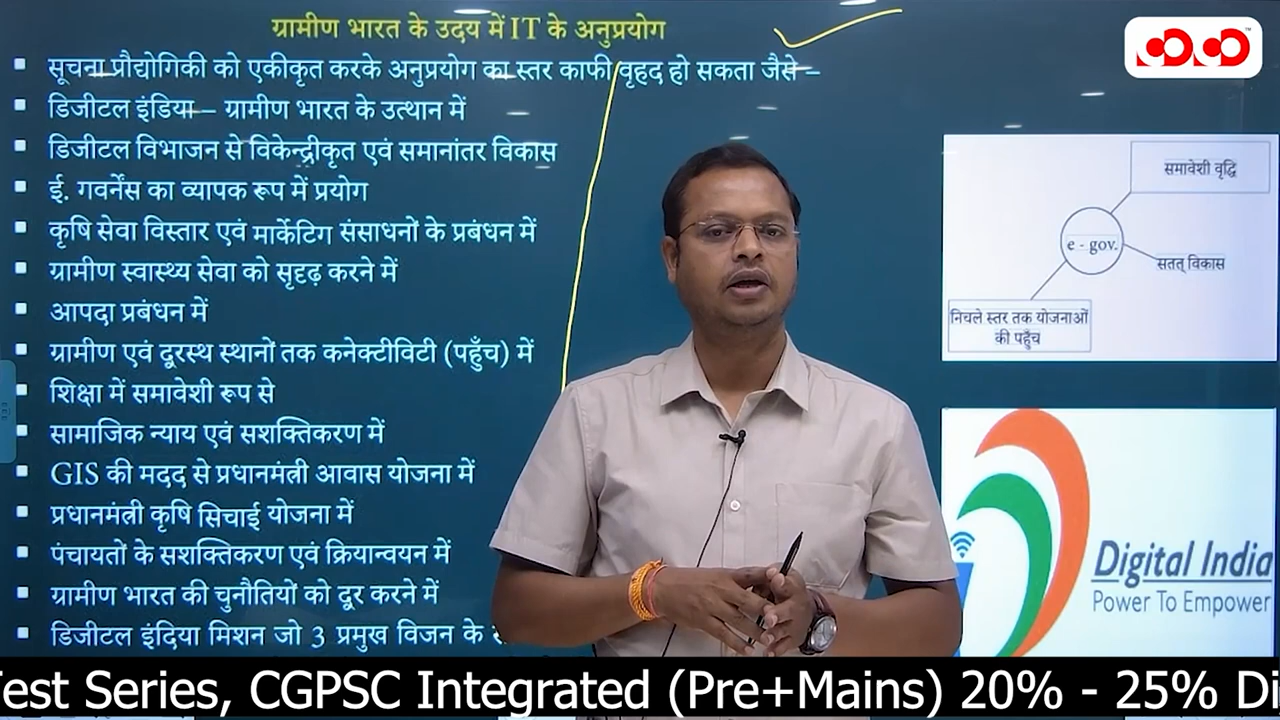 ग्रामीण भारत के उदय में IT के अनुप्रयोग
सूचना प्रौद्योगिकी को एकीकृत करके अनुप्रयोग का स्तर काफी वृहद हो सकता जैसे –
डिजीटल इंडिया – ग्रामीण भारत के उत्थान में
डिजीटल विभाजन से विकेन्द्रीकृत एवं समानांतर विकास
ई. गवर्नेंस का व्यापक रूप में प्रयोग
कृषि सेवा विस्तार एवं मार्केटिग संसाधनों के प्रबंधन में
ग्रामीण स्वास्थ्य सेवा को सुदृढ़ करने में
आपदा प्रबंधन में
ग्रामीण एवं दूरस्थ स्थानों तक कनेक्टीविटी (पहुँच) में
शिक्षा में समावेशी रूप से
सामाजिक न्याय एवं सशक्तिकरण में
GIS की मदद से प्रधानमंत्री आवास योजना में
प्रधानमंत्री कृषि सिचाई योजना में
पंचायतों के सशक्तिकरण एवं क्रियान्वयन में
ग्रामीण भारत की चुनौतियों को दूर करने में
डिजीटल इंदिया मिशन जो 3 प्रमुख विजन के
समावेशी वृद्धि
e - gov.
सतत् विकास
निचले स्तर तक योजनाओं
की पहुँच
Digital India
Power To Empower
Test Series, CGPSC Integrated (Pre+Mains) 20% - 25% Di